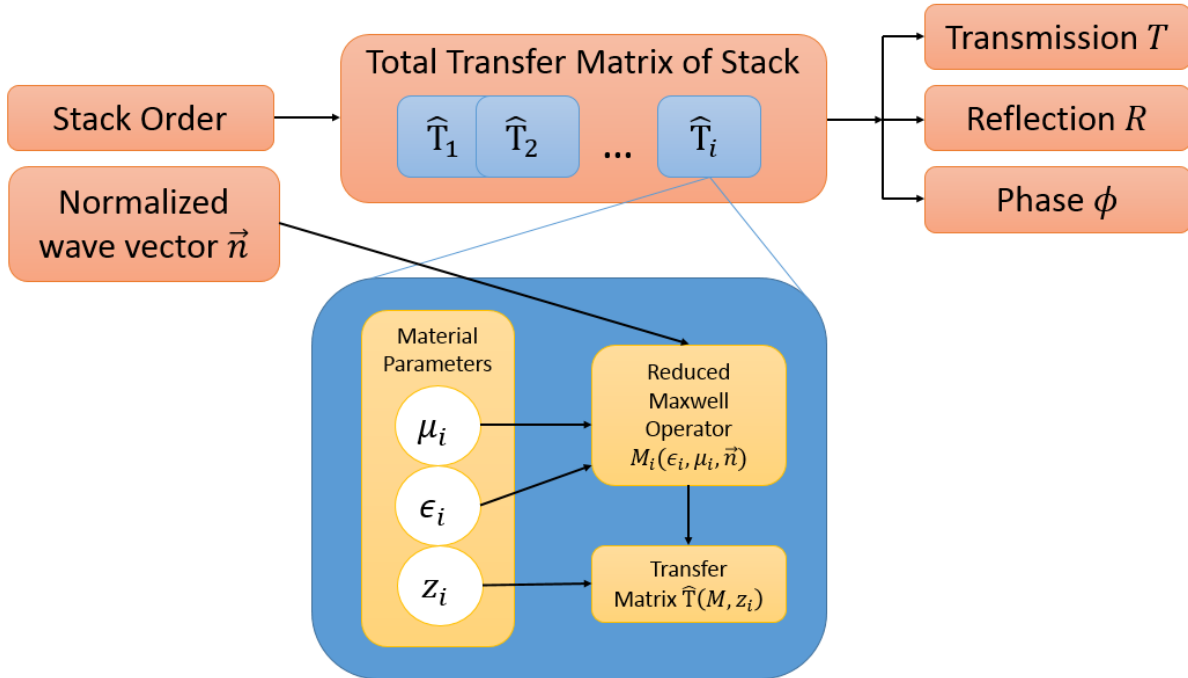 Stack Order
Normalized
wave vector n⃗
Total Transfer Matrix of Stack
T̂₁ T̂₂ ... T̂ᵢ
Transmission T
Reflection R
Phase ϕ
Material
Parameters
μᵢ
ϵᵢ
zᵢ
Reduced
Maxwell
Operator
Mᵢ(ϵᵢ, μᵢ, n⃗)
Transfer
Matrix T̂(M, zᵢ)